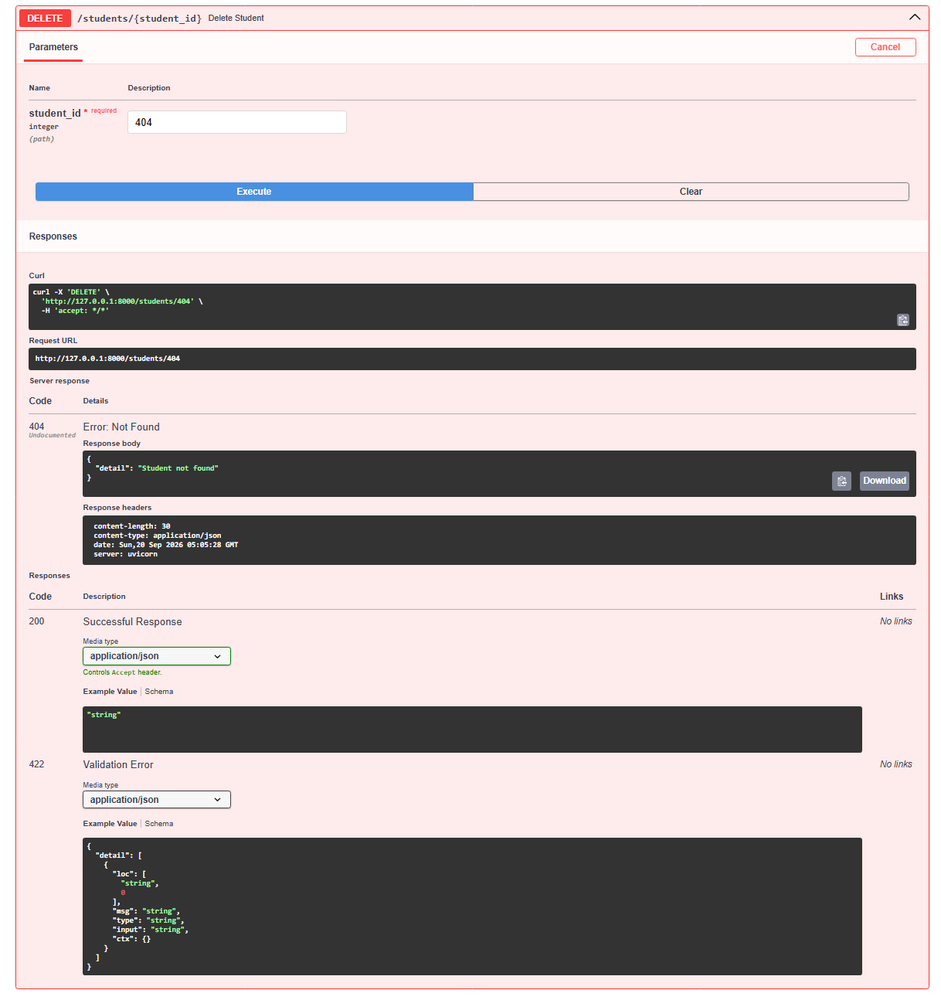 DELETE /students/{student_id} Delete Student
Parameters
Cancel
Name Description
student_id * required
integer
(path)
404
Execute Clear
Responses
Curl
curl -X 'DELETE' \
  'http://127.0.0.1:8000/students/404' \
  -H 'accept: */*'
Request URL
http://127.0.0.1:8000/students/404
Server response
Code Details
404
Undocumented
Error: Not Found
Response body
{
  "detail": "Student not found"
}
Download
Response headers
content-length: 30
content-type: application/json
date: Sun,20 Sep 2026 05:05:28 GMT
server: uvicorn
Responses
Code Description Links
200 Successful Response No links
Media type
application/json
Controls Accept header.
Example Value | Schema
"string"
422 Validation Error No links
Media type
application/json
Example Value | Schema
{
  "detail": [
    {
      "loc": [
        "string",
        0
      ],
      "msg": "string",
      "type": "string",
      "input": "string",
      "ctx": {}
    }
  ]
}